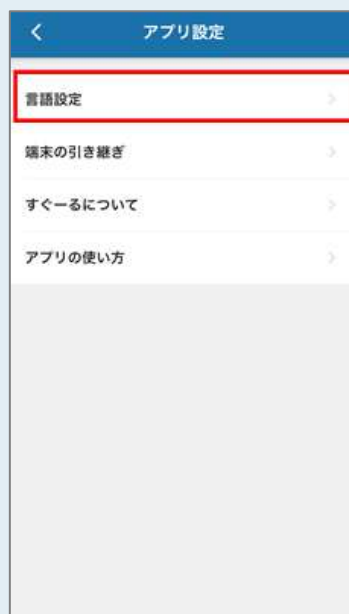 アプリ設定
言語設定
端末の引き継ぎ
すぐーるについて
アプリの使い方